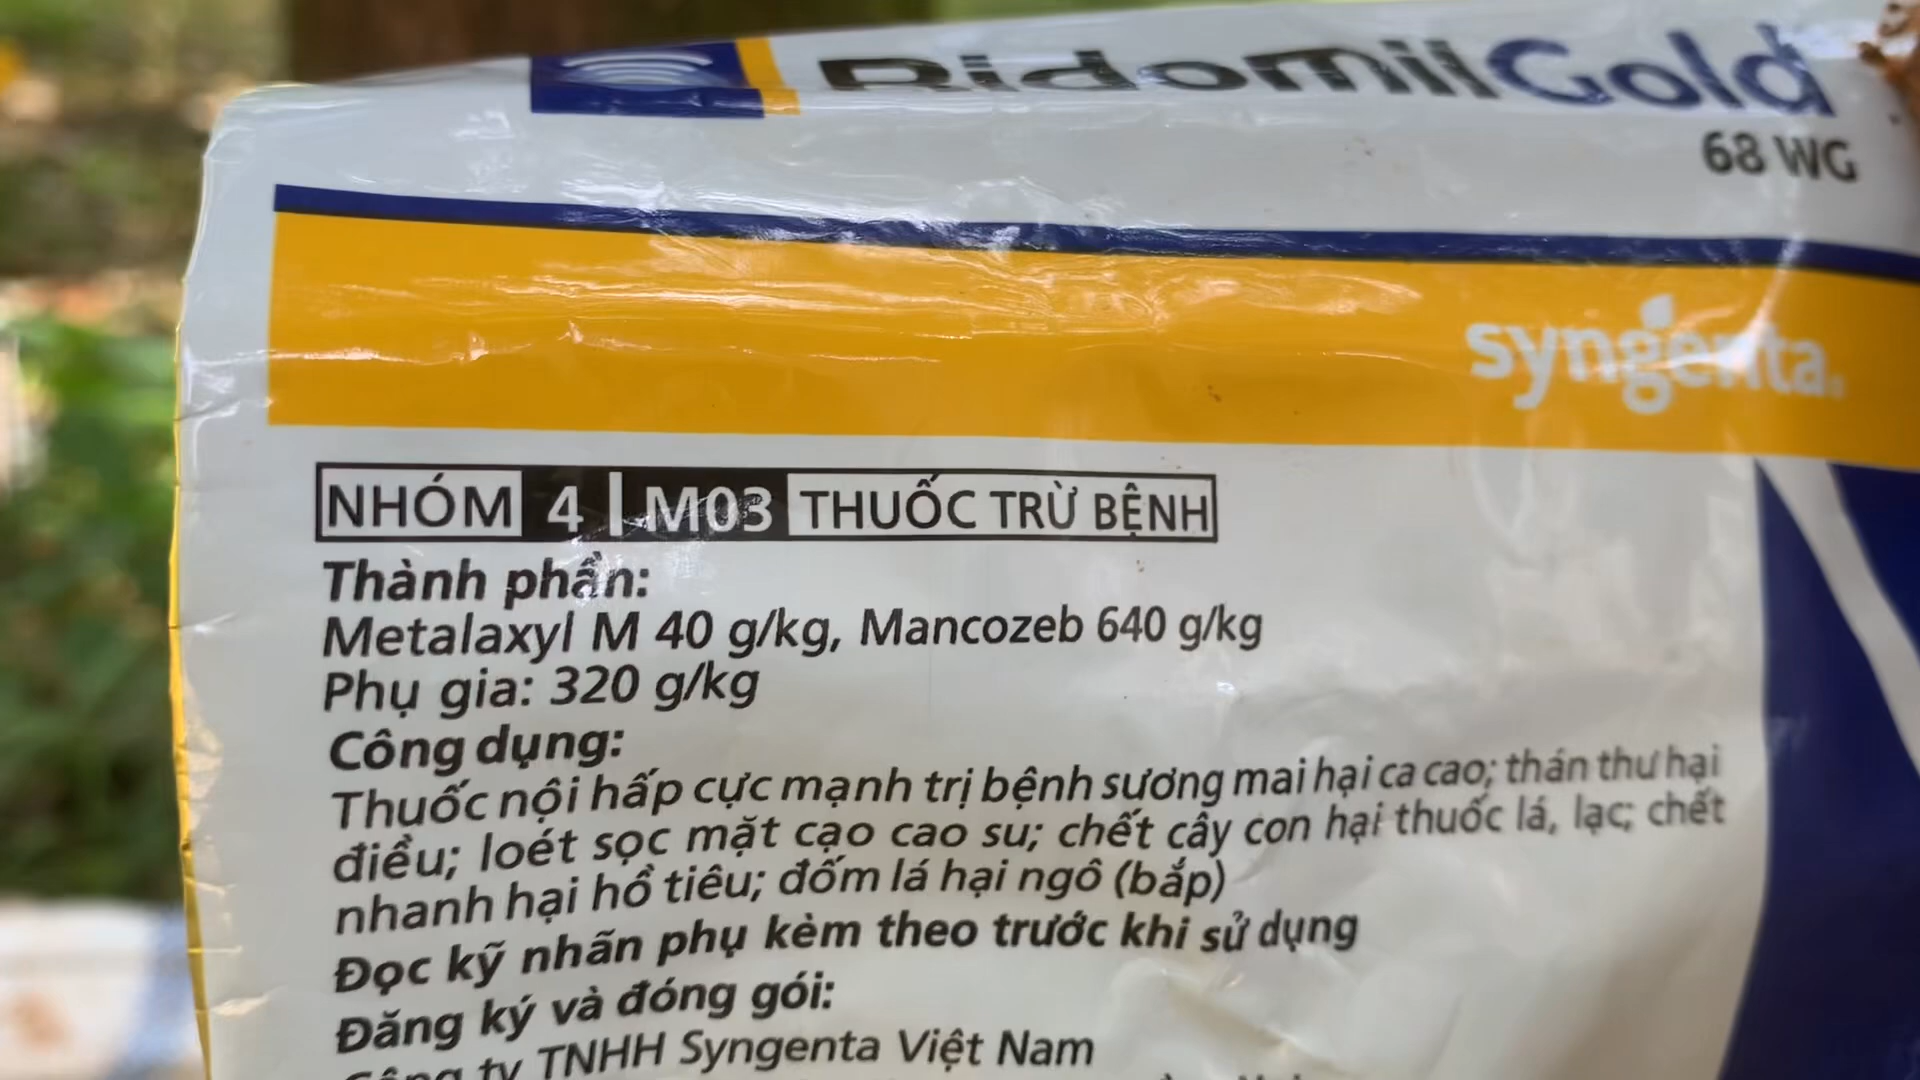 RidomilGold
68 WG
syngenta.
NHÓM 4 | M03 THUỐC TRỪ BỆNH
Thành phần:
Metalaxyl M 40 g/kg, Mancozeb 640 g/kg
Phụ gia: 320 g/kg
Công dụng:
Thuốc nội hấp cực mạnh trị bệnh sương mai hại ca cao; thán thư hại
điều; loét sọc mặt cạo cao su; chết cây con hại thuốc lá, lạc; chết
nhanh hại hồ tiêu; đốm lá hại ngô (bắp)
Đọc kỹ nhãn phụ kèm theo trước khi sử dụng
Đăng ký và đóng gói:
Công ty TNHH Syngenta Việt Nam